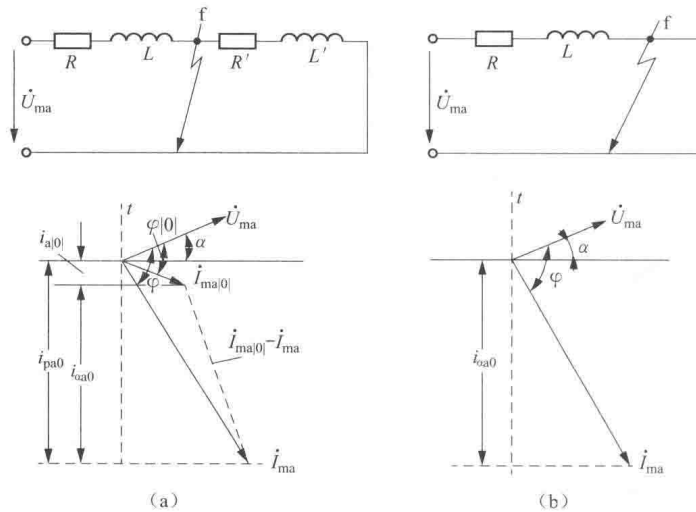 f
R
L
R'
L'
U̇ma
f
R
L
U̇ma
t
φ|0|
U̇ma
ia|0|
α
φ
İma|0|
İma|0|−İma
ipa0
iαa0
İma
(a)
t
U̇ma
α
φ
iαa0
İma
(b)